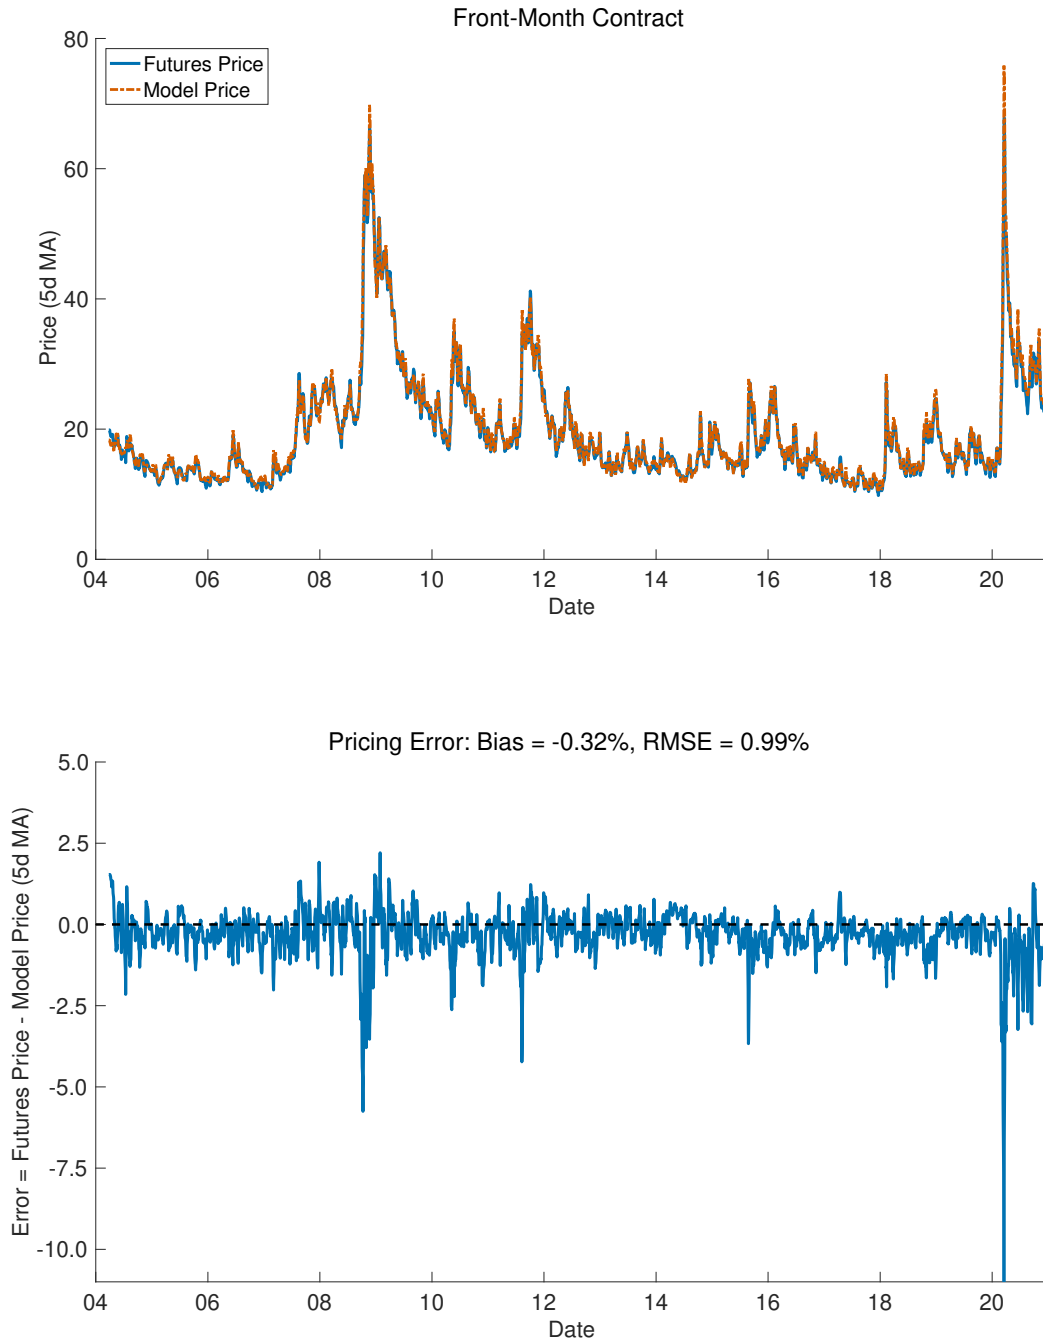 Front-Month Contract
80
60
40
20
0
Price (5d MA)
Futures Price
Model Price
04 06 08 10 12 14 16 18 20
Date
Pricing Error: Bias = -0.32%, RMSE = 0.99%
5.0
2.5
0.0
-2.5
-5.0
-7.5
-10.0
Error = Futures Price - Model Price (5d MA)
04 06 08 10 12 14 16 18 20
Date